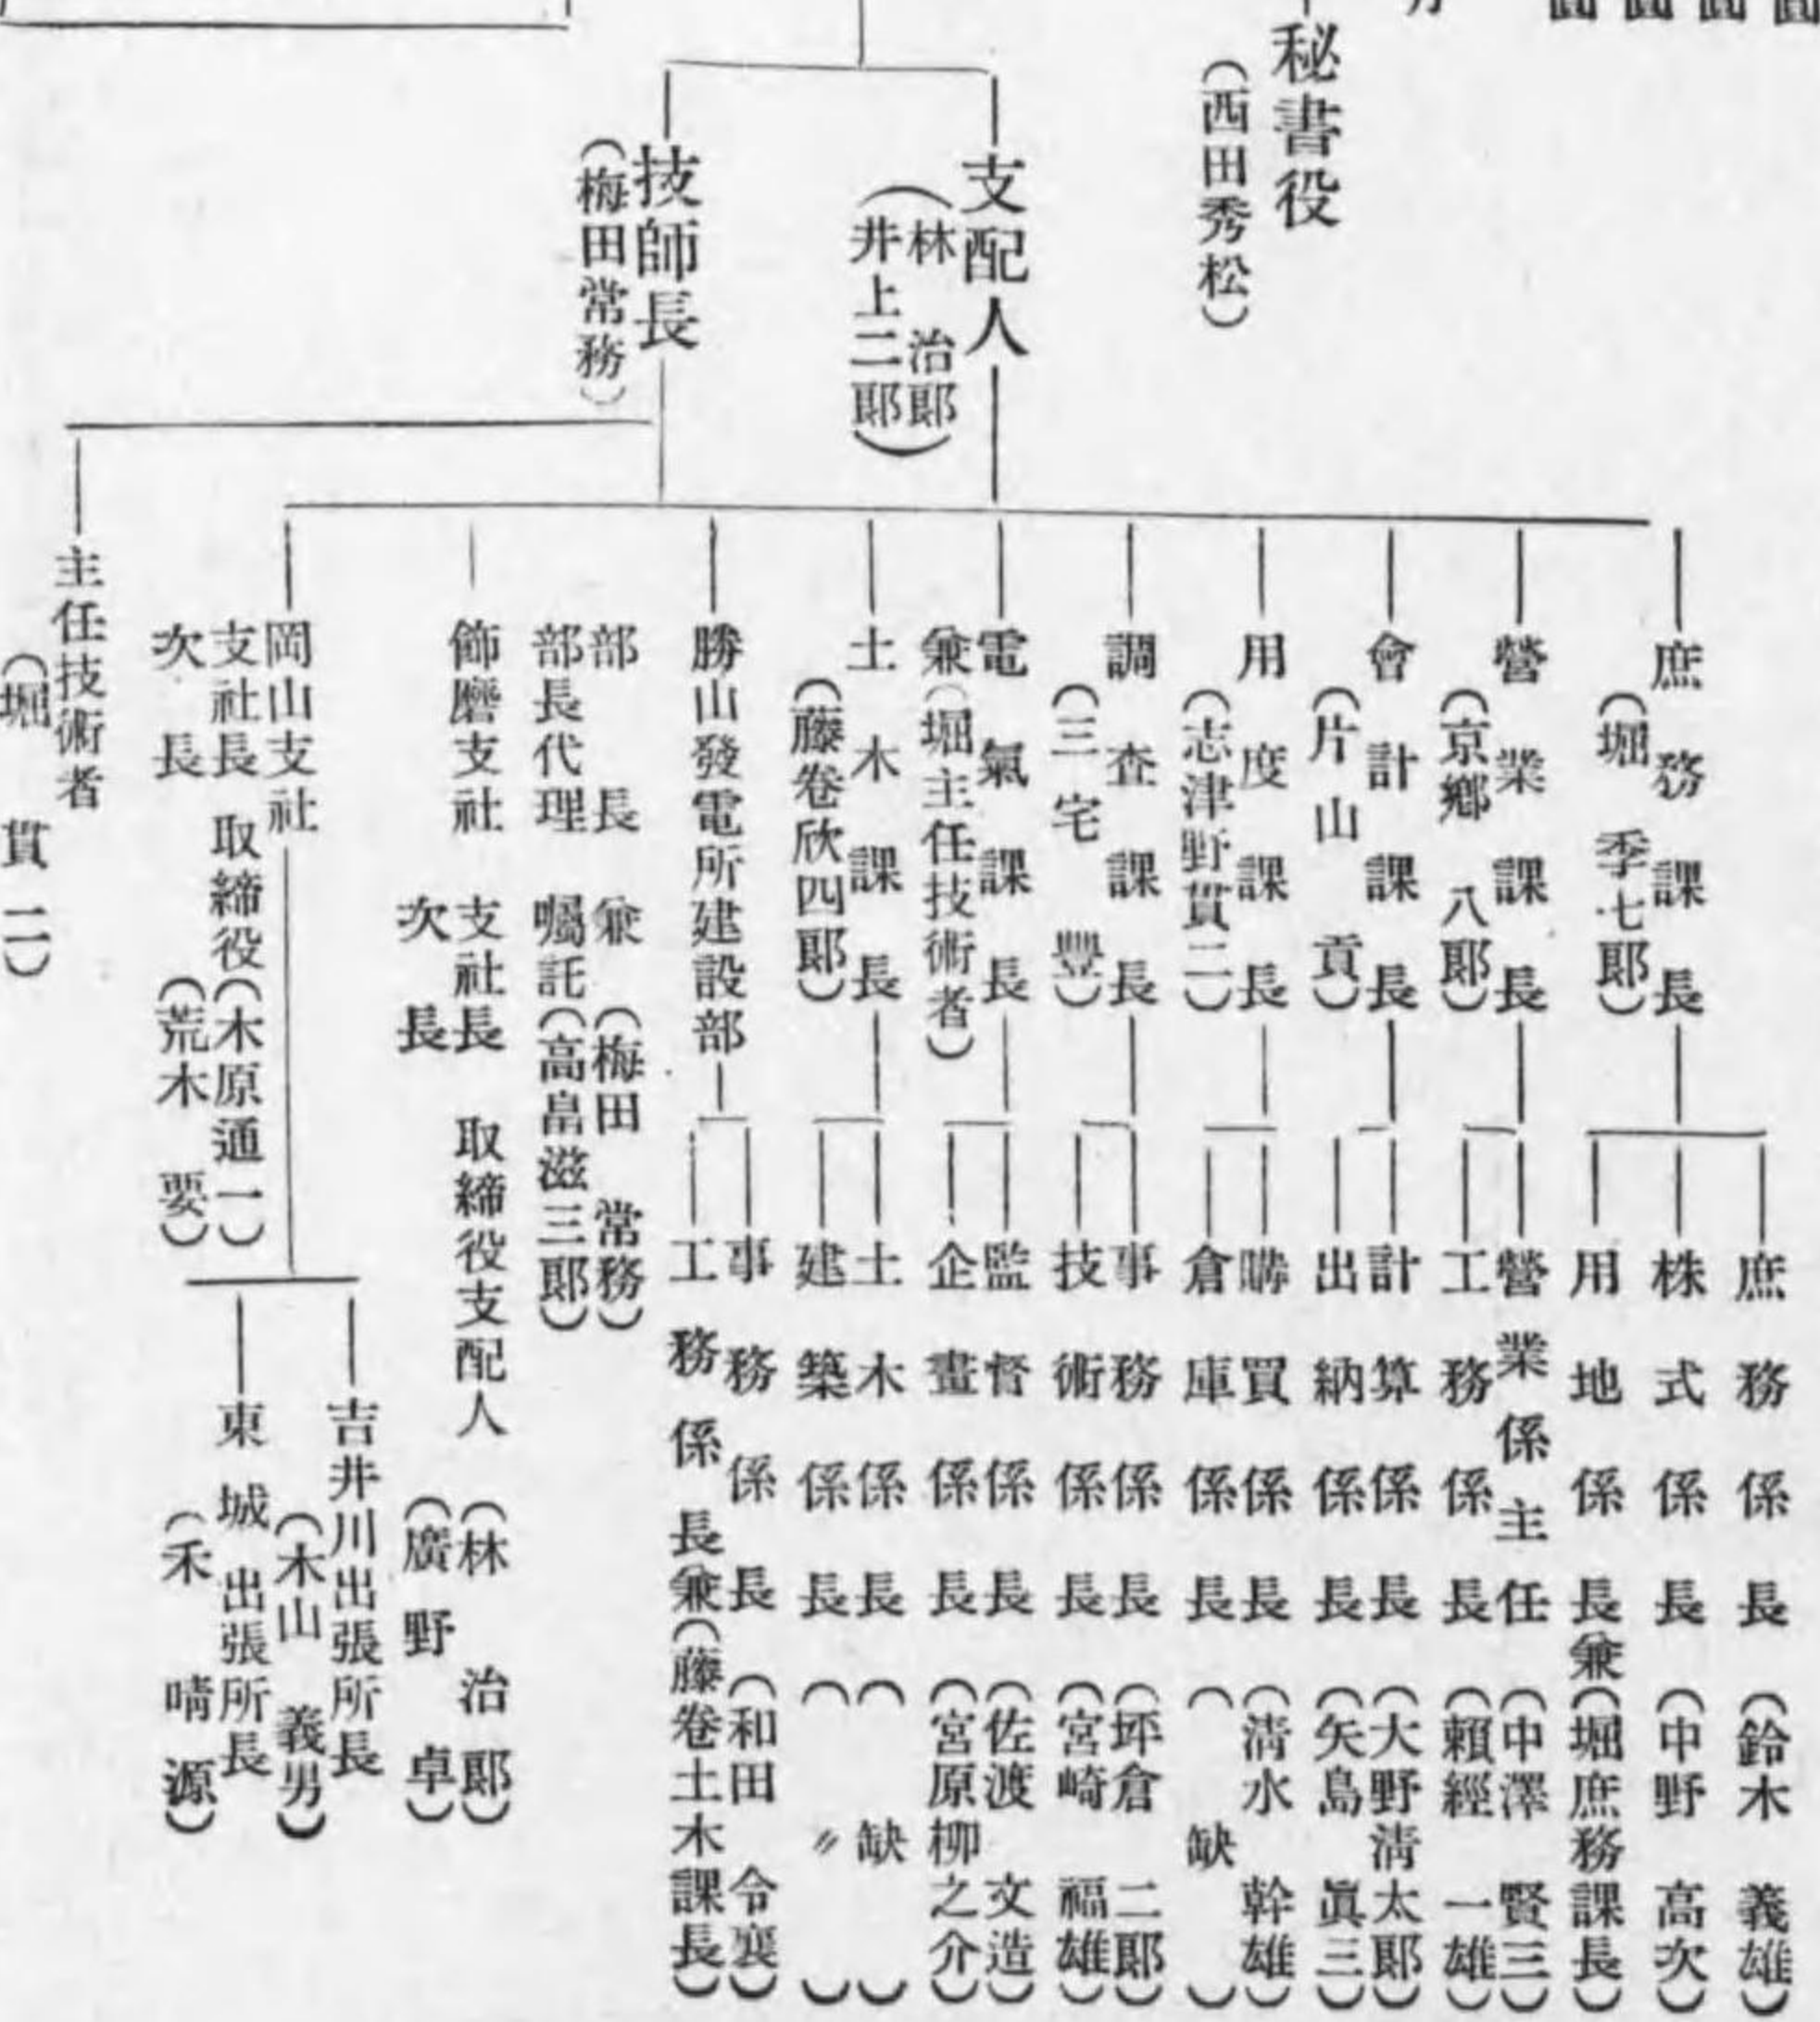 秘書役
（西田秀松）
支配人
（林治郎
井上二郎）
技師長
（梅田常務）
庶務課長
（堀季七郎）
庶務係長（鈴木義雄）
株式係長（中野高次）
用地係長兼（堀庶務課長）
營業課長
（京鄉八郎）
營業係主任（中澤賢三）
工務係長（賴經一雄）
會計課長
（片山貢）
計算係長（大野淸太郎）
出納係長（矢島眞三）
用度課長
（志津野貫二）
購買係長（淸水幹雄）
倉庫係長（缺）
調査課長
（三宅豐）
事務係長（坪倉二郎）
技術係長（宮崎福雄）
電氣課長
兼（堀主任技術者）
監督係長（佐渡文造）
企畫係長（宮原柳之介）
土木課長
（藤卷欣四郎）
土木係長（缺）
建築係長（〃）
勝山發電所建設部
事務係長（和田令襄）
工務係長兼（藤卷土木課長）
部長兼（梅田常務）
部長代理囑託（高畠滋三郎）
飾磨支社支社長取締役支配人（林治郎）
次長（廣野卓）
岡山支社
支社長取締役（木原通一）
次長（荒木要）
吉井川出張所長
（木山義男）
東城出張所長
（禾晴源）
主任技術者
（堀貫二）